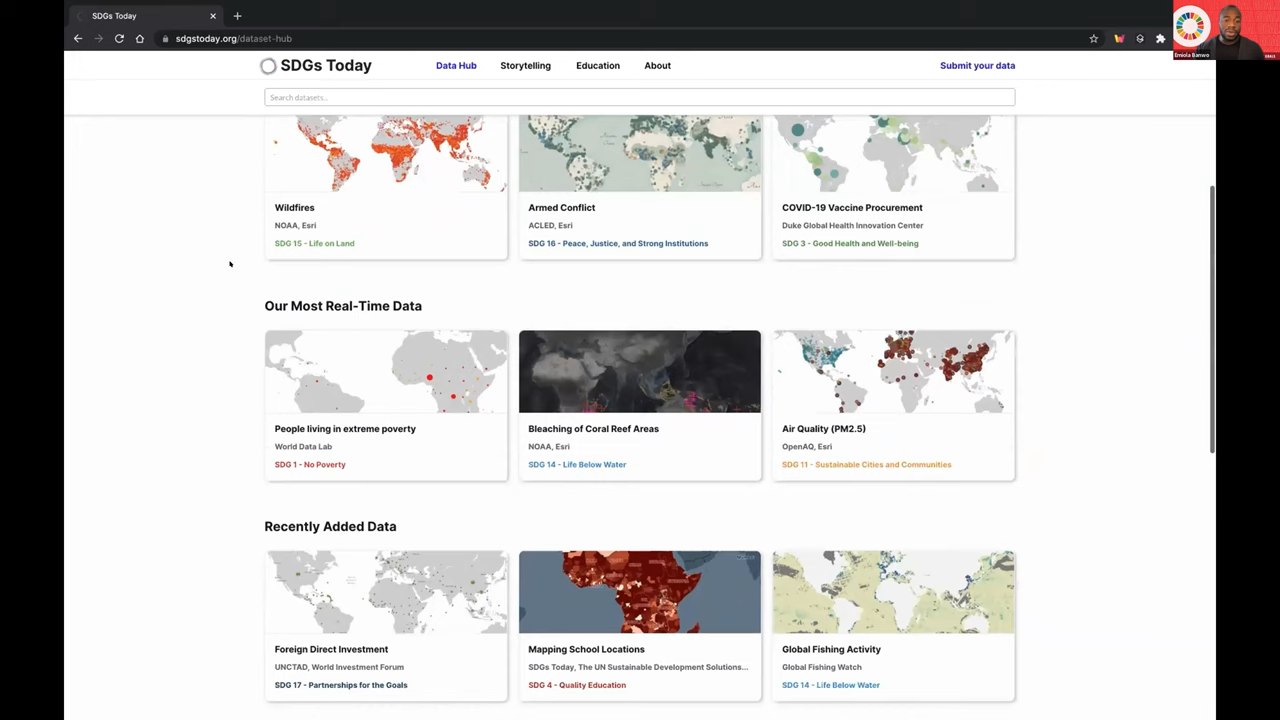 SDGs Today
sdgstoday.org/dataset-hub
Emiola Banwo
SDGs Today
Data Hub
Storytelling
Education
About
Submit your data
Search datasets...
Wildfires
NOAA, Esri
SDG 15 - Life on Land
Armed Conflict
ACLED, Esri
SDG 16 - Peace, Justice, and Strong Institutions
COVID-19 Vaccine Procurement
Duke Global Health Innovation Center
SDG 3 - Good Health and Well-being
Our Most Real-Time Data
People living in extreme poverty
World Data Lab
SDG 1 - No Poverty
Bleaching of Coral Reef Areas
NOAA, Esri
SDG 14 - Life Below Water
Air Quality (PM2.5)
OpenAQ, Esri
SDG 11 - Sustainable Cities and Communities
Recently Added Data
Foreign Direct Investment
UNCTAD, World Investment Forum
SDG 17 - Partnerships for the Goals
Mapping School Locations
SDGs Today, The UN Sustainable Development Solutions...
SDG 4 - Quality Education
Global Fishing Activity
Global Fishing Watch
SDG 14 - Life Below Water